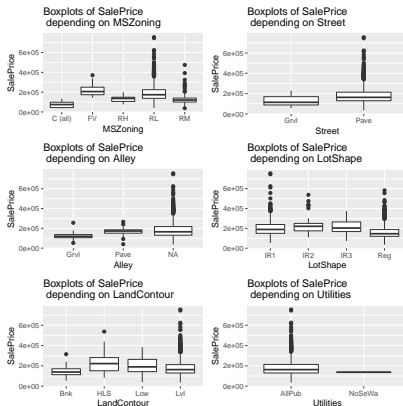 Boxplots of SalePrice
depending on MSZoning
SalePrice
6e+05
4e+05
2e+05
0e+00
C (all) FV RH RL RM
MSZoning
Boxplots of SalePrice
depending on Street
SalePrice
6e+05
4e+05
2e+05
0e+00
Grvl Pave
Street
Boxplots of SalePrice
depending on Alley
SalePrice
6e+05
4e+05
2e+05
0e+00
Grvl Pave NA
Alley
Boxplots of SalePrice
depending on LotShape
SalePrice
6e+05
4e+05
2e+05
0e+00
IR1 IR2 IR3 Reg
LotShape
Boxplots of SalePrice
depending on LandContour
SalePrice
6e+05
4e+05
2e+05
0e+00
Bnk HLS Low Lvl
LandContour
Boxplots of SalePrice
depending on Utilities
SalePrice
6e+05
4e+05
2e+05
0e+00
AllPub NoSeWa
Utilities